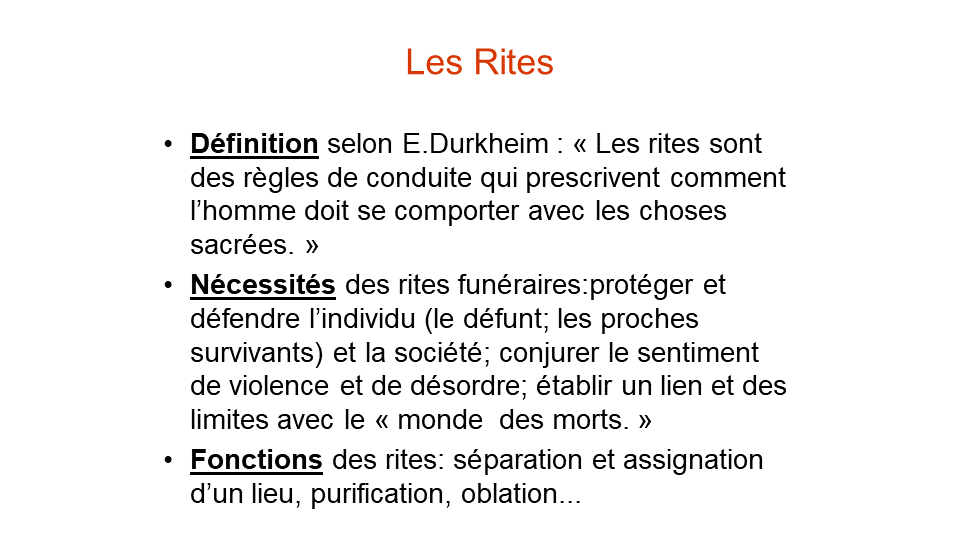 Les Rites
• Définition selon E.Durkheim : « Les rites sont
des règles de conduite qui prescrivent comment
l’homme doit se comporter avec les choses
sacrées. »
• Nécessités des rites funéraires:protéger et
défendre l’individu (le défunt; les proches
survivants) et la société; conjurer le sentiment
de violence et de désordre; établir un lien et des
limites avec le « monde  des morts. »
• Fonctions des rites: séparation et assignation
d’un lieu, purification, oblation...